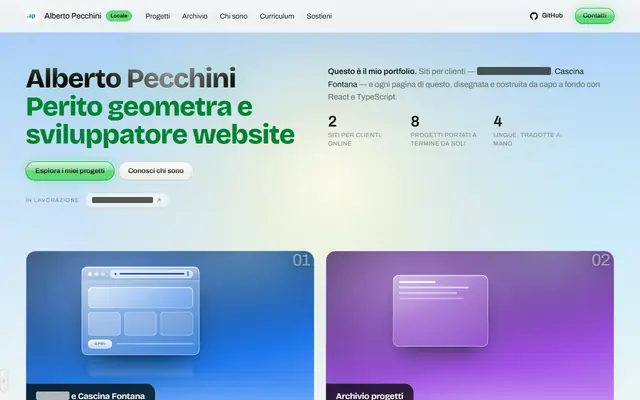 .ap Alberto Pecchini Locale Progetti Archivio Chi sono Curriculum Sostieni GitHub Contatti
Alberto Pecchini
Perito geometra e
sviluppatore website
Esplora i miei progetti Conosci chi sono
IN LAVORAZIONE ↗
Questo è il mio portfolio. Siti per clienti — , Cascina
Fontana — e ogni pagina di questo, disegnata e costruita da capo a fondo con
React e TypeScript.
2
SITI PER CLIENTI,
ONLINE
8
PROGETTI PORTATI A
TERMINE DA SOLI
4
LINGUE, TRADOTTE A
MANO
01
APRI
e Cascina Fontana
02
Archivio progetti